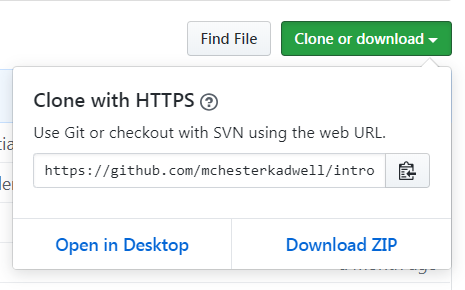 Find File
Clone or download
Clone with HTTPS
Use Git or checkout with SVN using the web URL.
https://github.com/mchesterkadwell/intro
Open in Desktop
Download ZIP